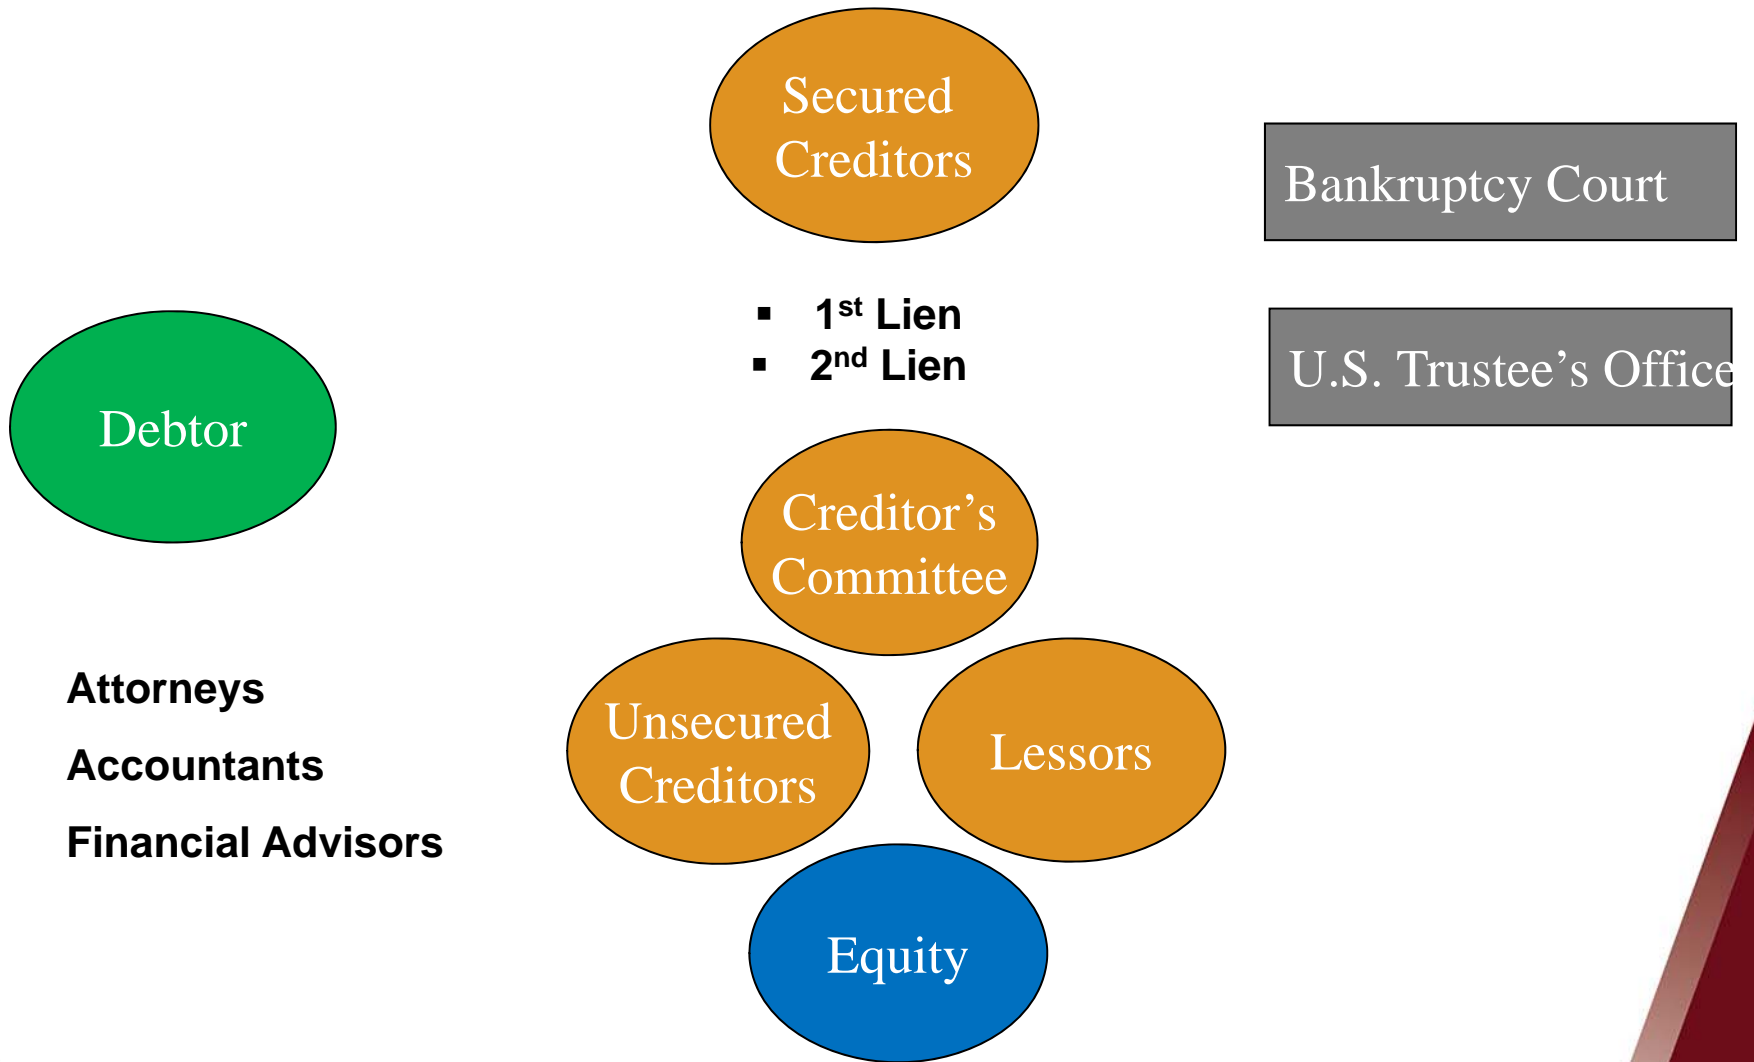 Secured
Creditors
Bankruptcy Court
▪ 1st Lien
▪ 2nd Lien
U.S. Trustee’s Office
Debtor
Creditor’s
Committee
Attorneys
Accountants
Financial Advisors
Unsecured
Creditors
Lessors
Equity